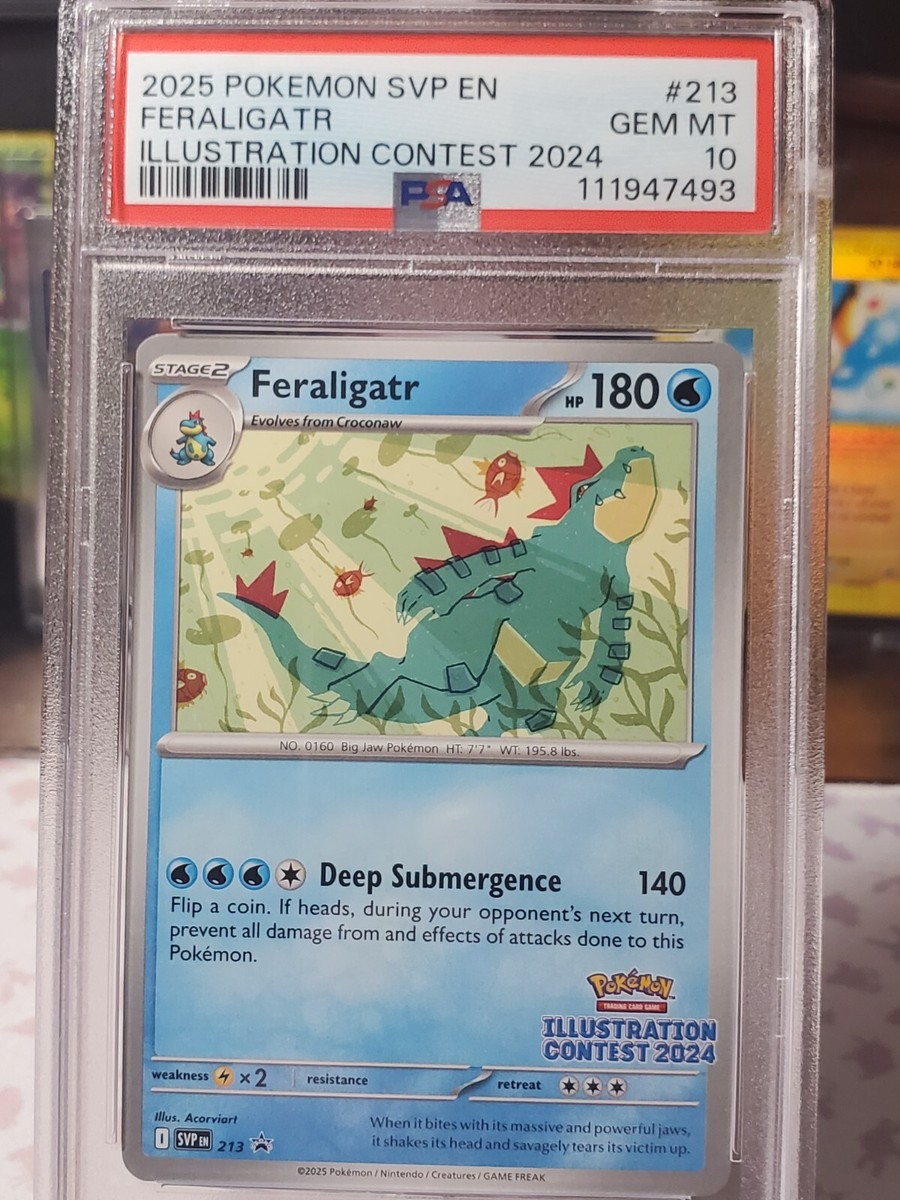 2025 POKEMON SVP EN #213
FERALIGATR GEM MT
ILLUSTRATION CONTEST 2024 10
PSA 111947493
STAGE2 Feraligatr HP 180
Evolves from Croconaw
NO. 0160 Big Jaw Pokémon HT: 7'7" WT: 195.8 lbs.
Deep Submergence 140
Flip a coin. If heads, during your opponent's next turn,
prevent all damage from and effects of attacks done to this
Pokémon.
POKéMON
TRADING CARD GAME
ILLUSTRATION
CONTEST 2024
weakness ×2 resistance retreat
Illus. Acorviart
I SVP EN 213
When it bites with its massive and powerful jaws,
it shakes its head and savagely tears its victim up.
©2025 Pokémon / Nintendo / Creatures / GAME FREAK